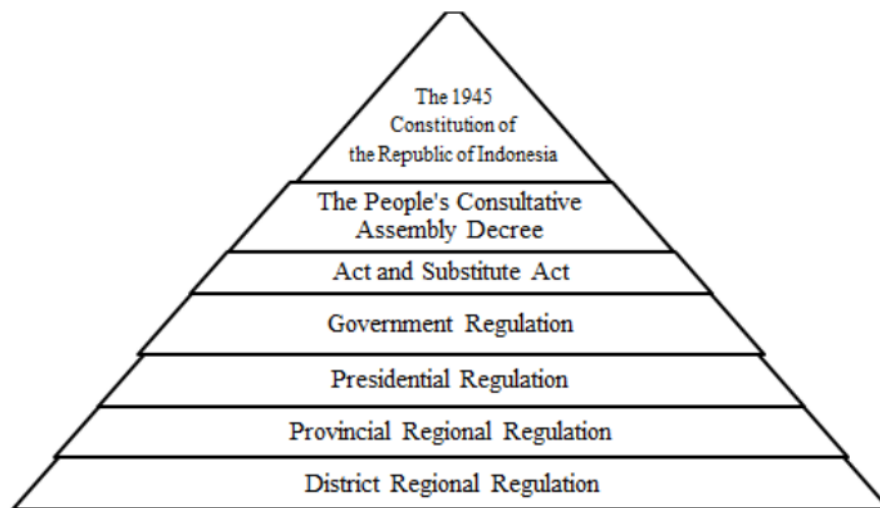 The 1945
Constitution of
the Republic of Indonesia
The People's Consultative
Assembly Decree
Act and Substitute Act
Government Regulation
Presidential Regulation
Provincial Regional Regulation
District Regional Regulation